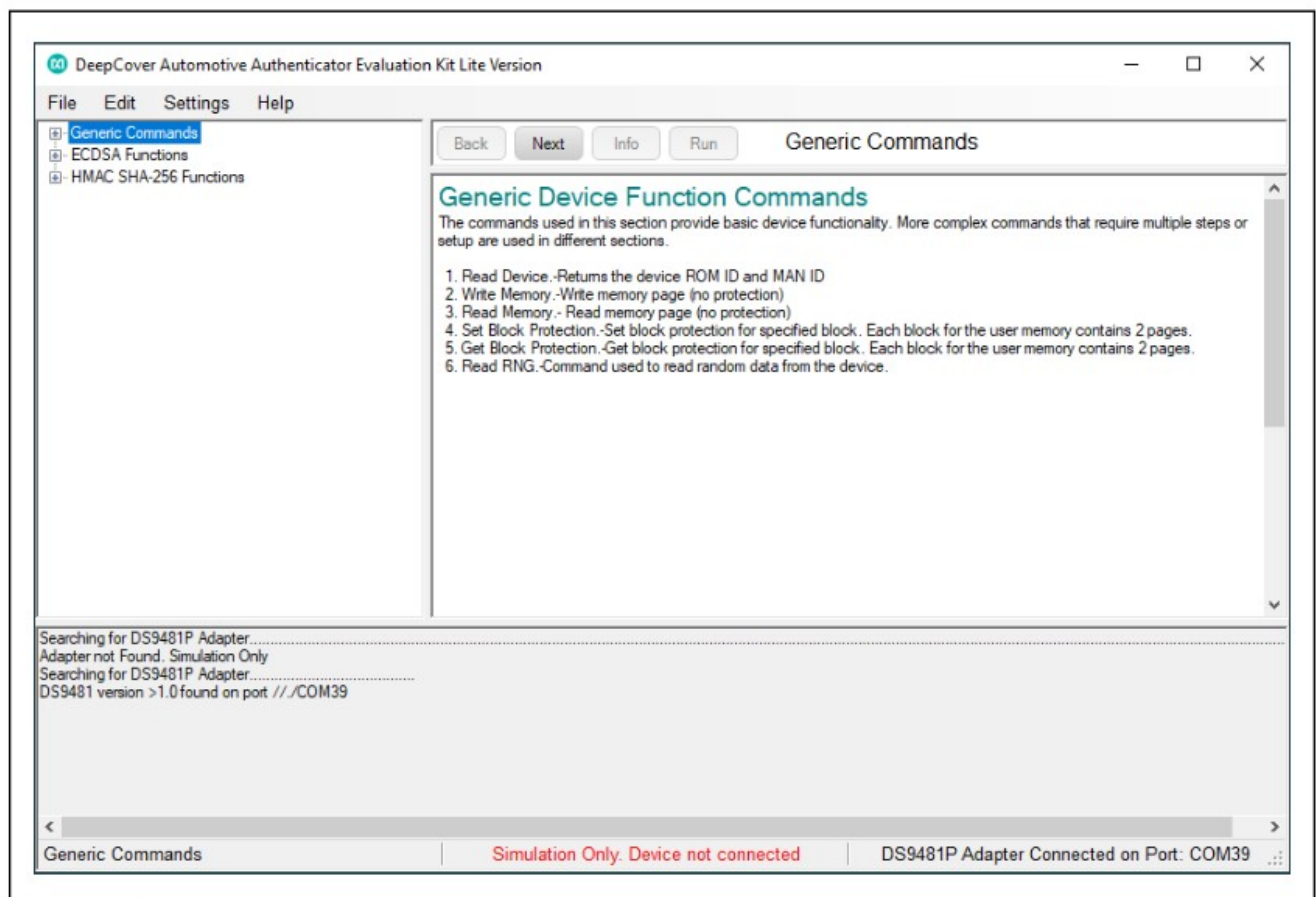 DeepCover Automotive Authenticator Evaluation Kit Lite Version
File Edit Settings Help
Generic Commands
ECDSA Functions
HMAC SHA-256 Functions
Back Next Info Run Generic Commands
Generic Device Function Commands
The commands used in this section provide basic device functionality. More complex commands that require multiple steps or
setup are used in different sections.
1. Read Device.-Returns the device ROM ID and MAN ID
2. Write Memory.-Write memory page (no protection)
3. Read Memory.- Read memory page (no protection)
4. Set Block Protection.-Set block protection for specified block. Each block for the user memory contains 2 pages.
5. Get Block Protection.-Get block protection for specified block. Each block for the user memory contains 2 pages.
6. Read RNG.-Command used to read random data from the device.
Searching for DS9481P Adapter..........................................................................................................................................................................................................................................................
Adapter not Found. Simulation Only
Searching for DS9481P Adapter.......................................
DS9481 version >1.0 found on port //./COM39
Generic Commands Simulation Only. Device not connected DS9481P Adapter Connected on Port: COM39